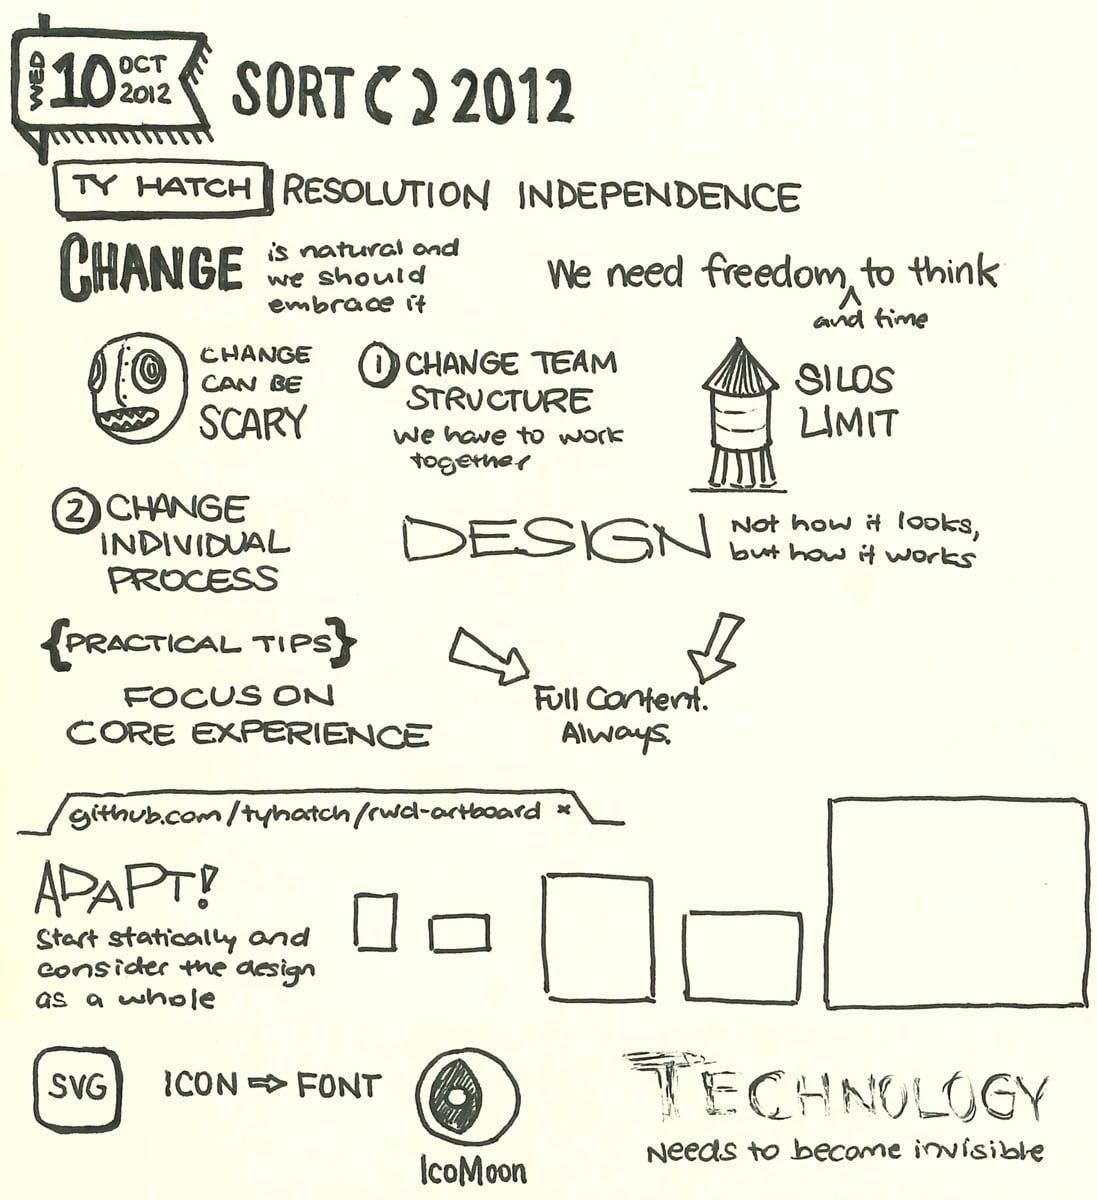 WED 10 OCT 2012
SORT 2012
TY HATCH RESOLUTION INDEPENDENCE
CHANGE is natural and
we should
embrace it
We need freedom, to think
and time
CHANGE
CAN BE
SCARY
1 CHANGE TEAM
STRUCTURE
We have to work
together
SILOS
LIMIT
2 CHANGE
INDIVIDUAL
PROCESS
DESIGN
Not how it looks,
but how it works
{PRACTICAL TIPS}
FOCUS ON
CORE EXPERIENCE
Full Content.
Always.
github.com/tyhatch/rwd-artboard ×
ADAPT!
Start statically and
consider the design
as a whole
SVG
ICON ⇒ FONT
IcoMoon
TECHNOLOGY
Needs to become invisible